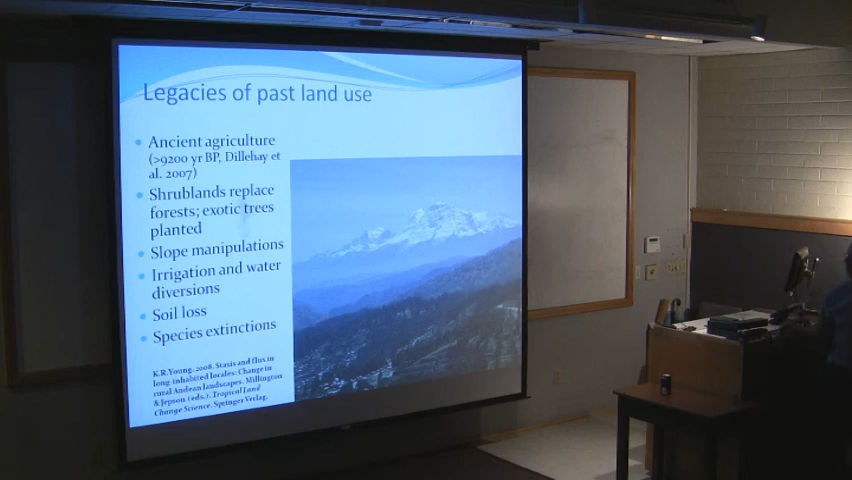 Legacies of past land use
Ancient agriculture
(>9200 yr BP, Dillehay et
al. 2007)
Shrublands replace
forests; exotic trees
planted
Slope manipulations
Irrigation and water
diversions
Soil loss
Species extinctions
K.R.Young. 2008. Stasis and flux in
long-inhabited locales: Change in
rural Andean landscapes. Millington
& Jepson (eds.). Tropical Land
Change Science. Springer Verlag.